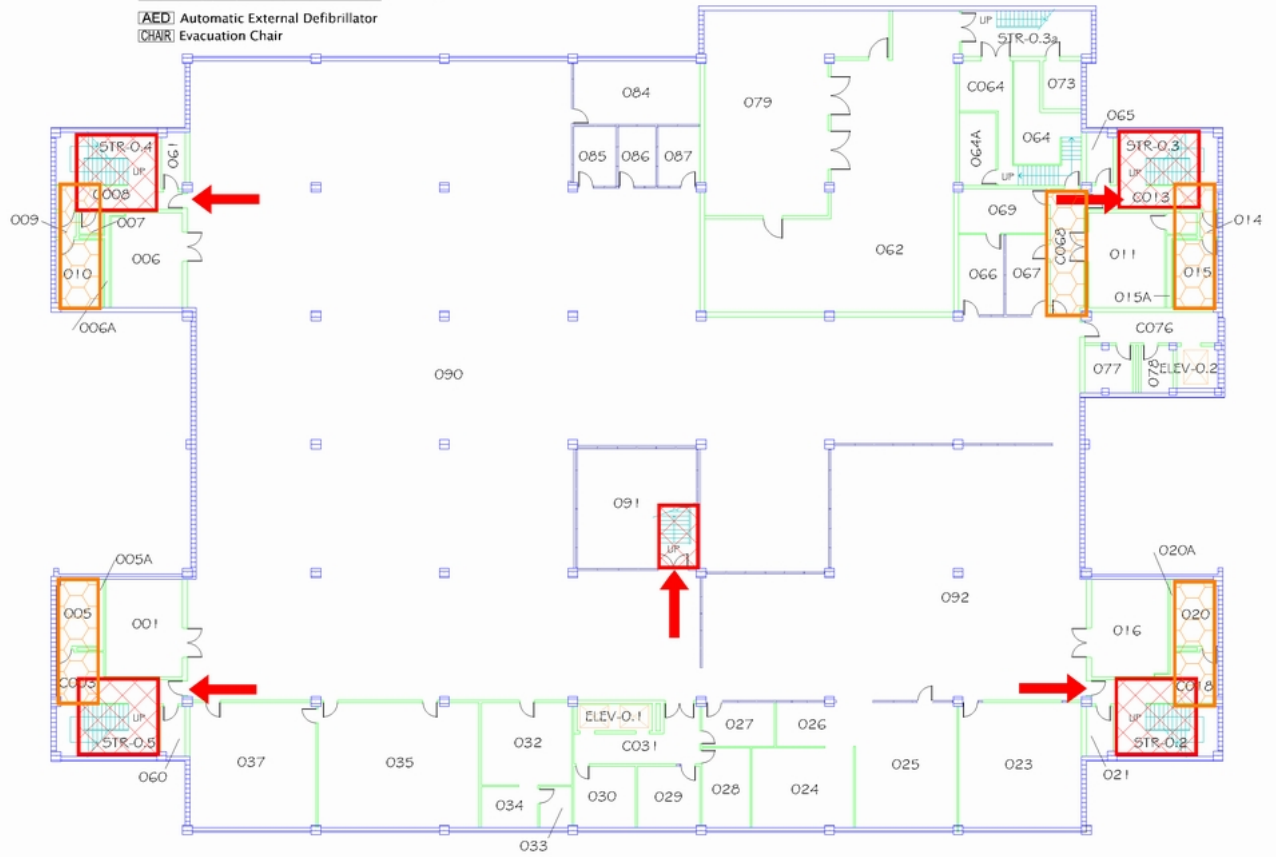 AED Automatic External Defibrillator
CHAIR Evacuation Chair
UP
STR-0.3a
084
079
C064
073
065
085
086
087
064A
064
UP
STR-0.4
UP
061
C008
STR-0.3
UP
C013
009
007
010
006
006A
069
062
066
067
C068
011
014
015
015A
C076
077
078
ELEV-0.2
090
091
UP
092
005A
005
001
C003
UP
STR-0.5
060
020A
020
016
C018
UP
STR-0.2
021
ELEV-0.1
C031
027
026
032
037
035
025
023
034
030
029
028
024
033